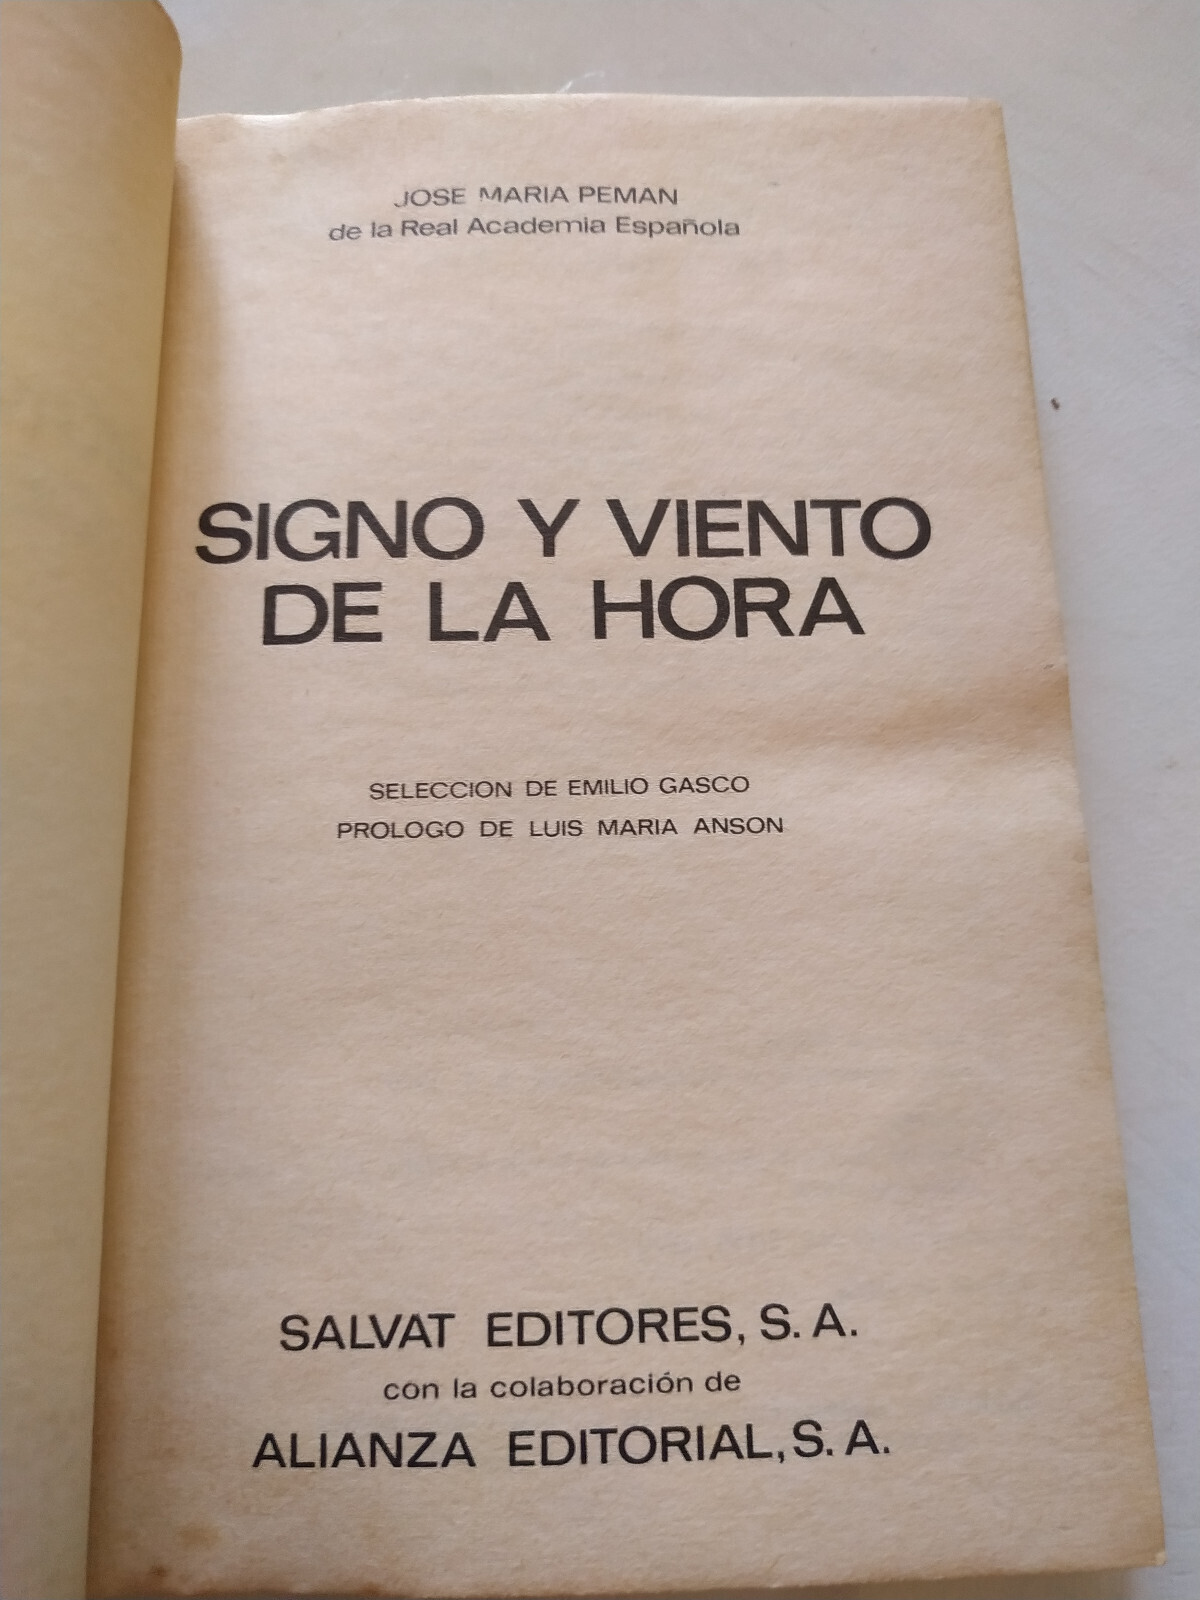 JOSE MARIA PEMAN
de la Real Academia Española
SIGNO Y VIENTO
DE LA HORA
SELECCION DE EMILIO GASCO
PROLOGO DE LUIS MARIA ANSON
SALVAT EDITORES, S. A.
con la colaboración de
ALIANZA EDITORIAL, S. A.